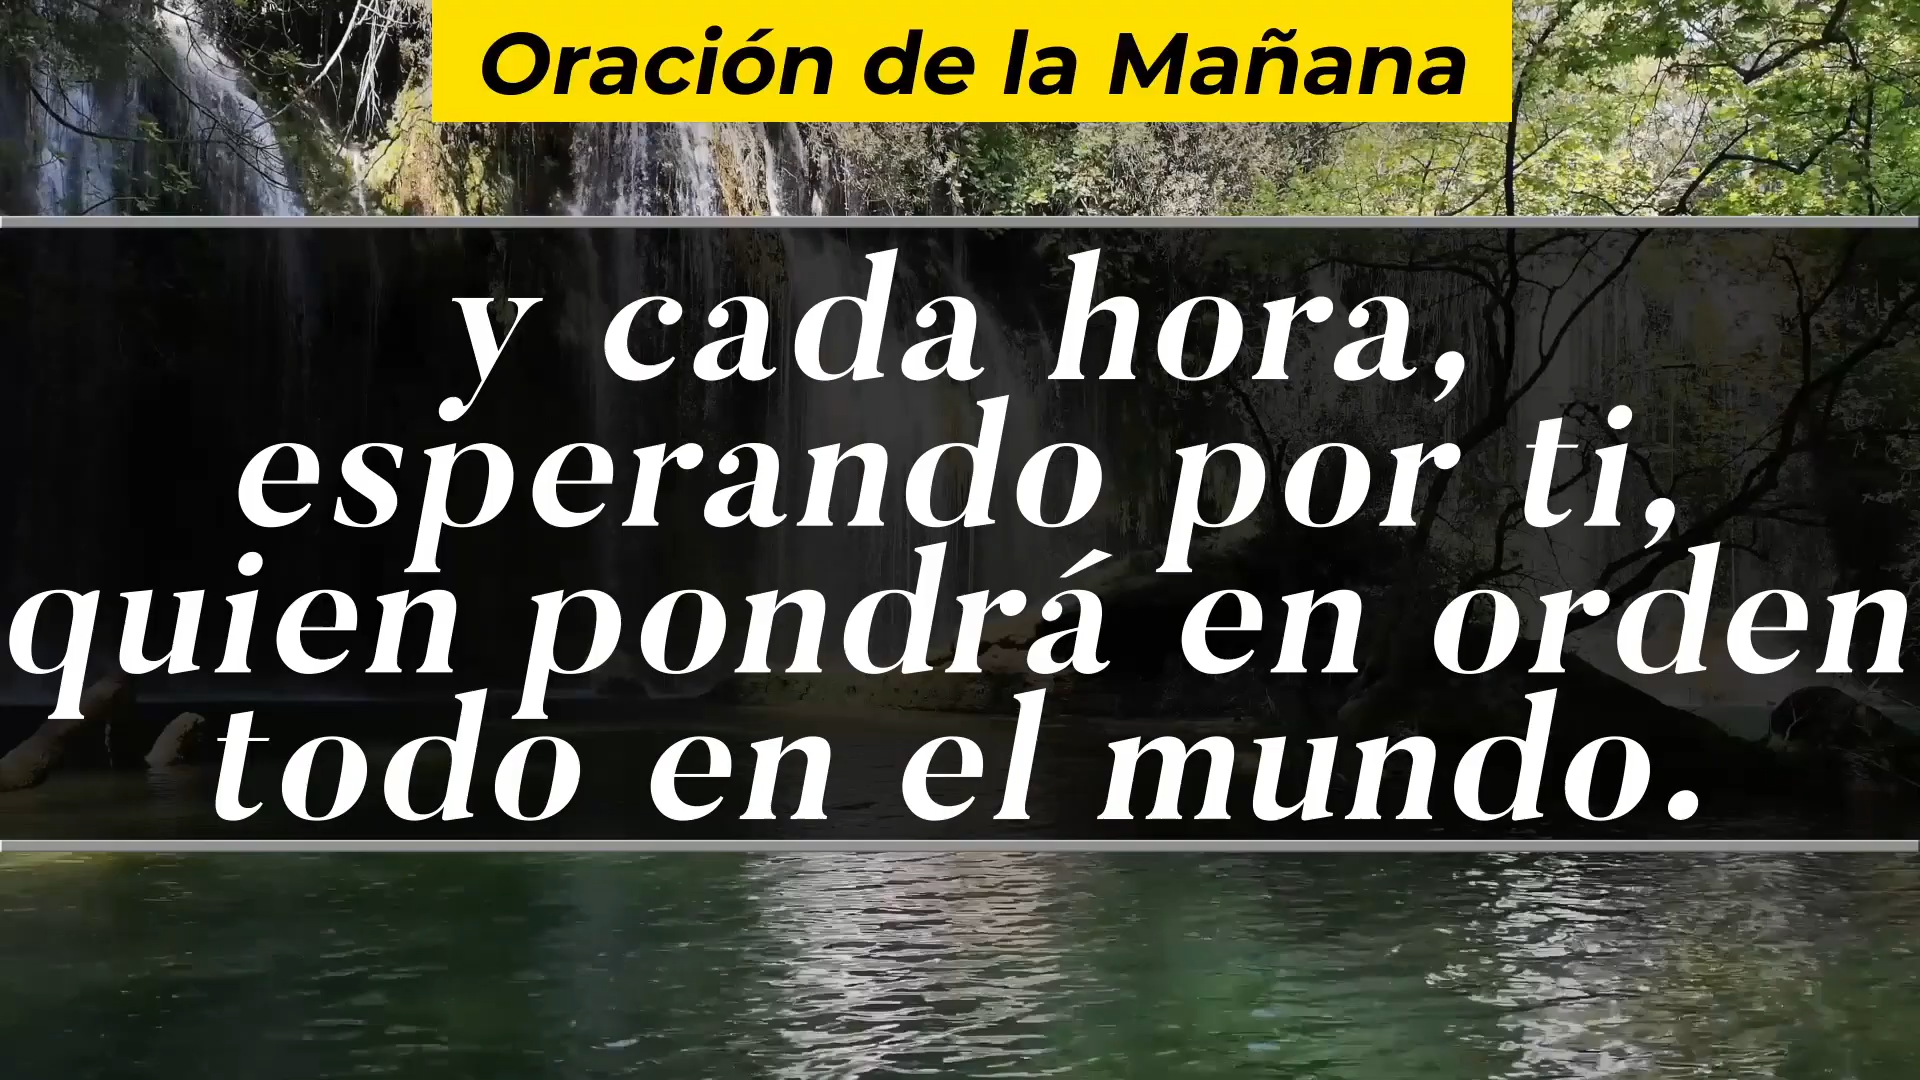 Oración de la Mañana
y cada hora,
esperando por ti,
quien pondrá en orden
todo en el mundo.